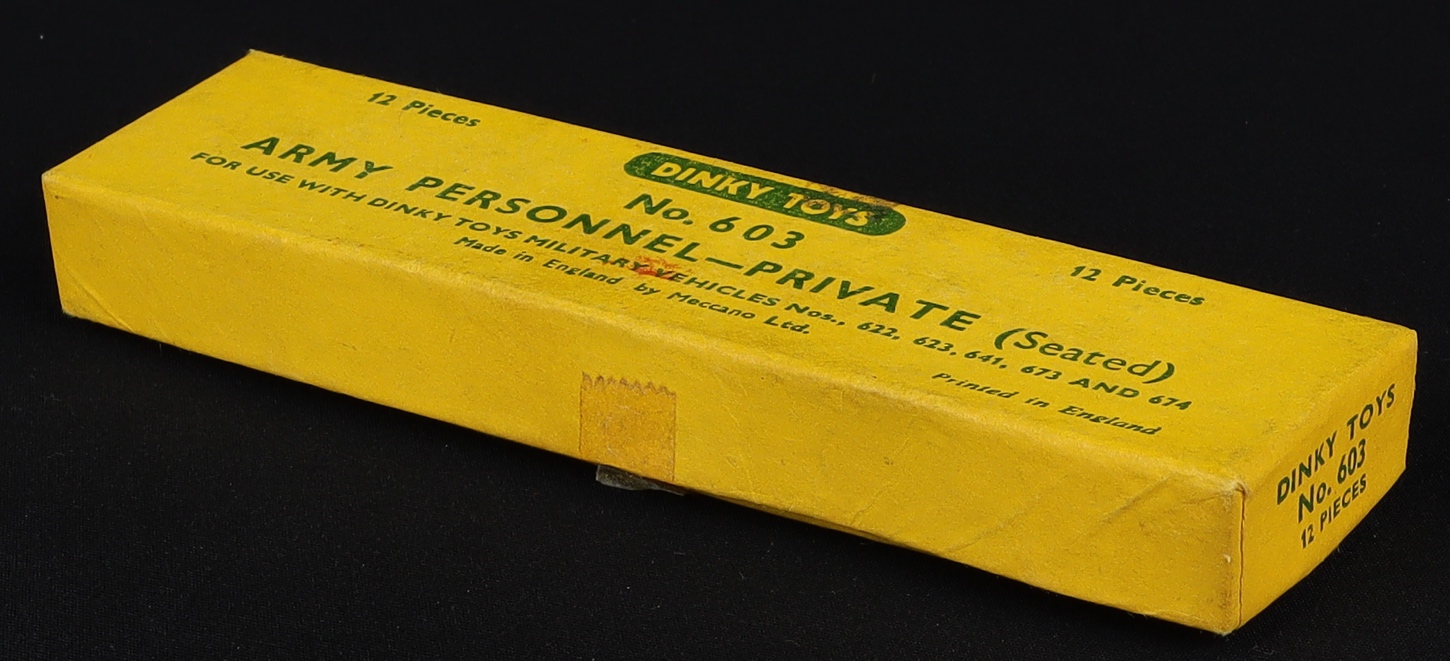 12 Pieces
DINKY TOYS
12 Pieces
No. 603
ARMY PERSONNEL—PRIVATE (Seated)
FOR USE WITH DINKY TOYS MILITARY VEHICLES Nos., 622, 623, 641, 673 AND 674
Made in England by Meccano Ltd.
Printed in England
DINKY TOYS
No. 603
12 PIECES